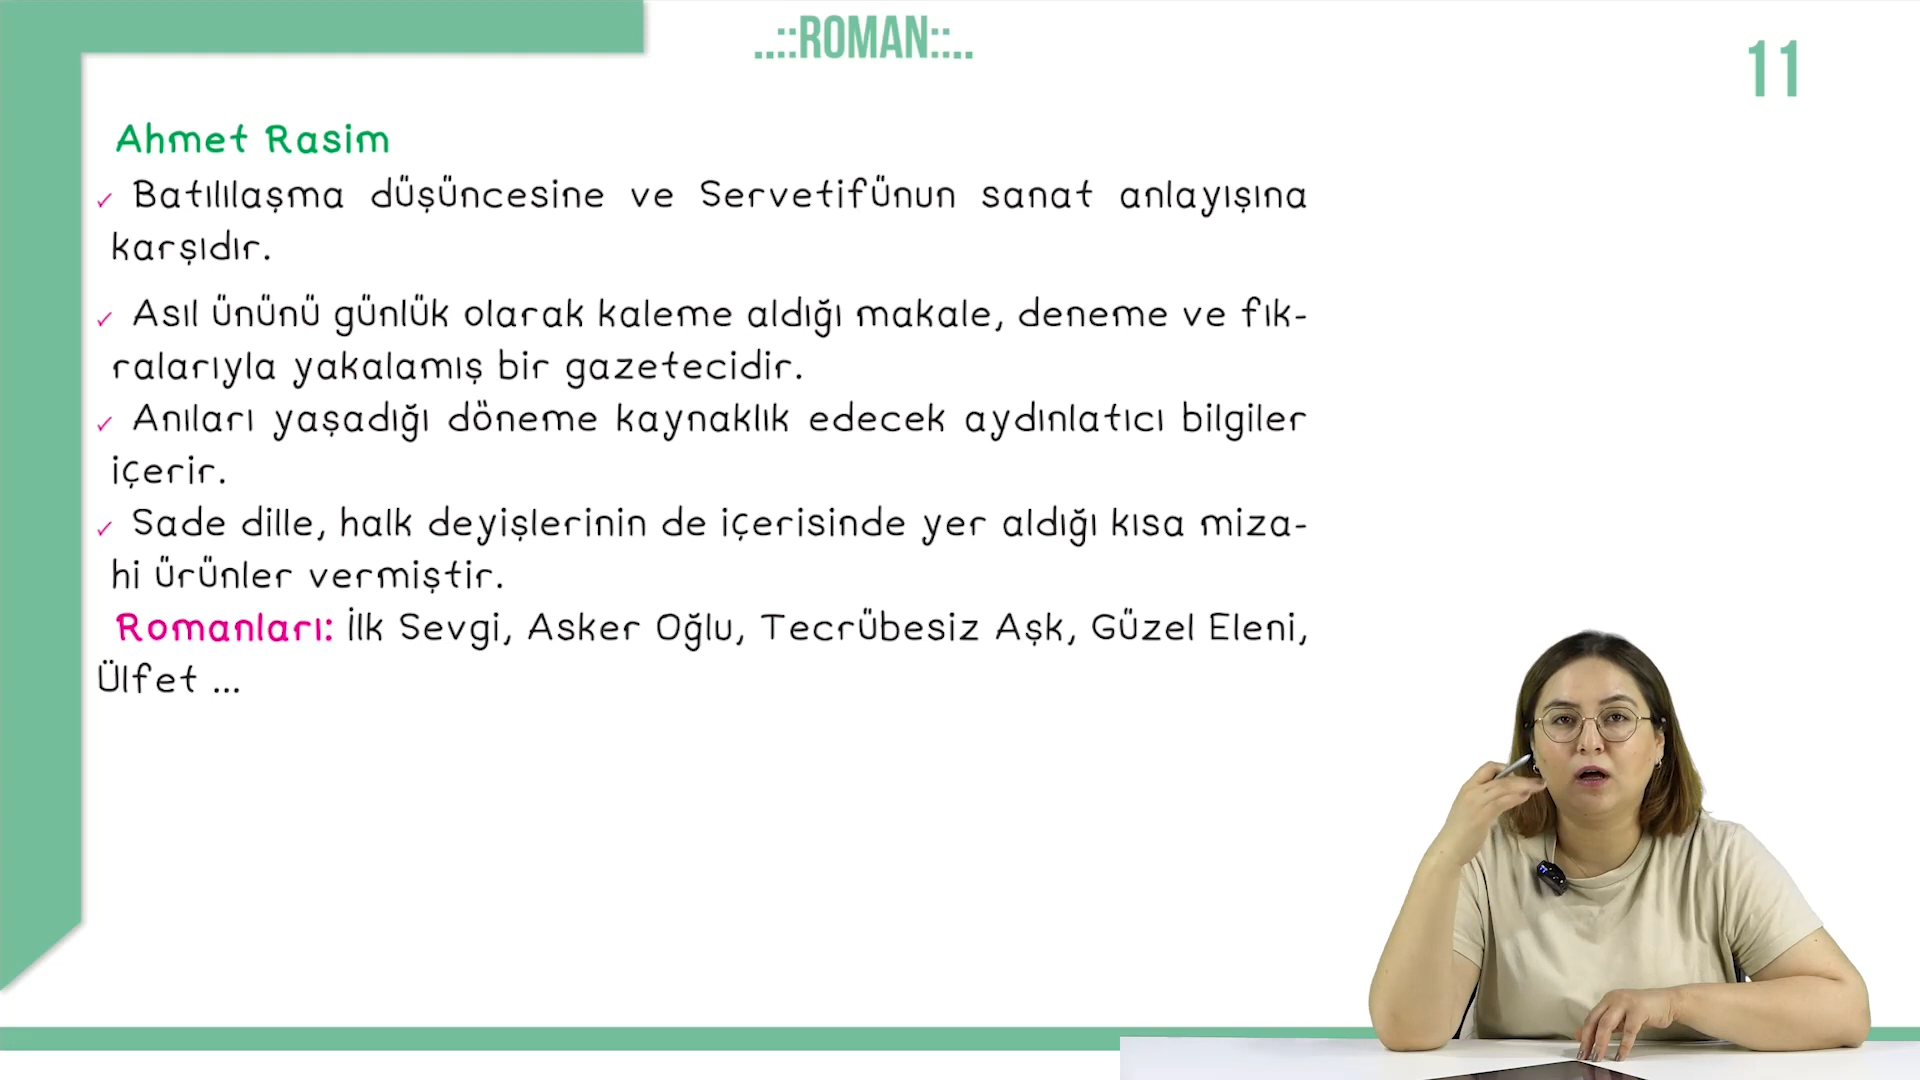 ..::ROMAN::..
11
Ahmet Rasim
✓ Batılılaşma düşüncesine ve Servetifünun sanat anlayışına
karşıdır.
✓ Asıl ününü günlük olarak kaleme aldığı makale, deneme ve fık-
ralarıyla yakalamış bir gazetecidir.
✓ Anıları yaşadığı döneme kaynaklık edecek aydınlatıcı bilgiler
içerir.
✓ Sade dille, halk deyişlerinin de içerisinde yer aldığı kısa miza-
hi ürünler vermiştir.
Romanları: İlk Sevgi, Asker Oğlu, Tecrübesiz Aşk, Güzel Eleni,
Ülfet ...